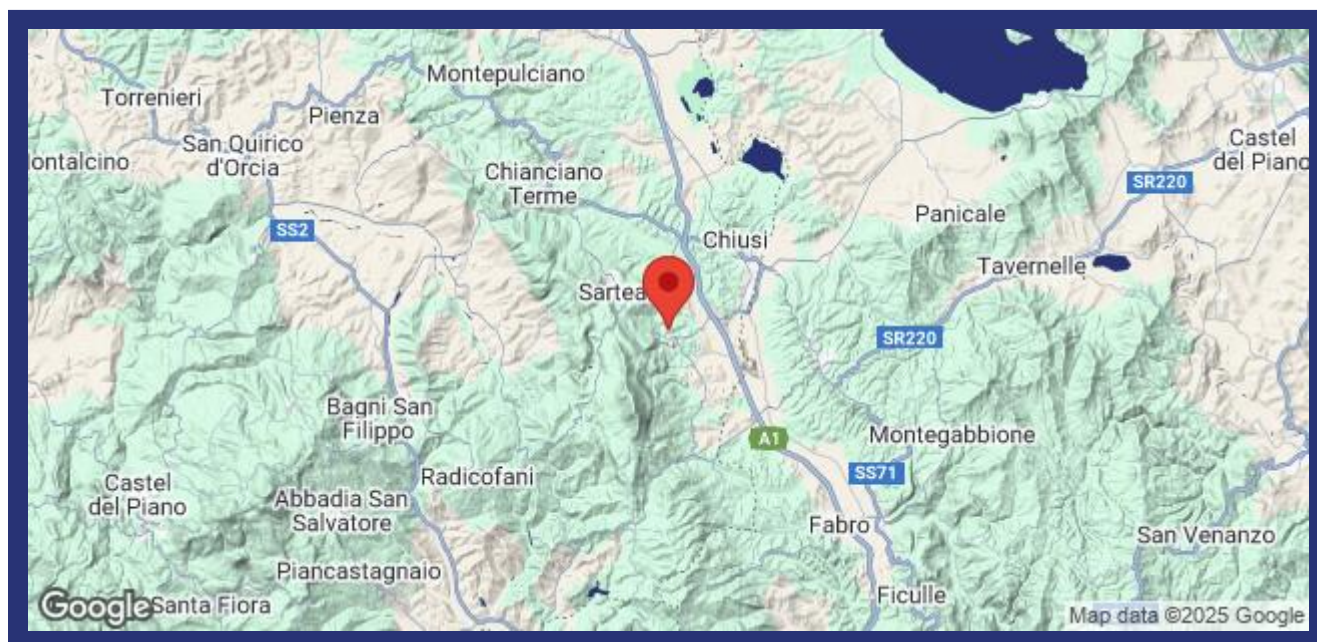 Montepulciano
Torrenieri
Pienza
San Quirico
d'Orcia
ontalcino
Castel
del Piano
Chianciano
Terme
SR220
Panicale
SS2
Chiusi
Tavernelle
Sartea
SR220
Bagni San
Filippo
A1
Montegabbione
SS71
Radicofani
Castel
del Piano
Abbadia San
Salvatore
Fabro
San Venanzo
Piancastagnaio
Ficulle
Google
Santa Fiora
Map data ©2025 Google